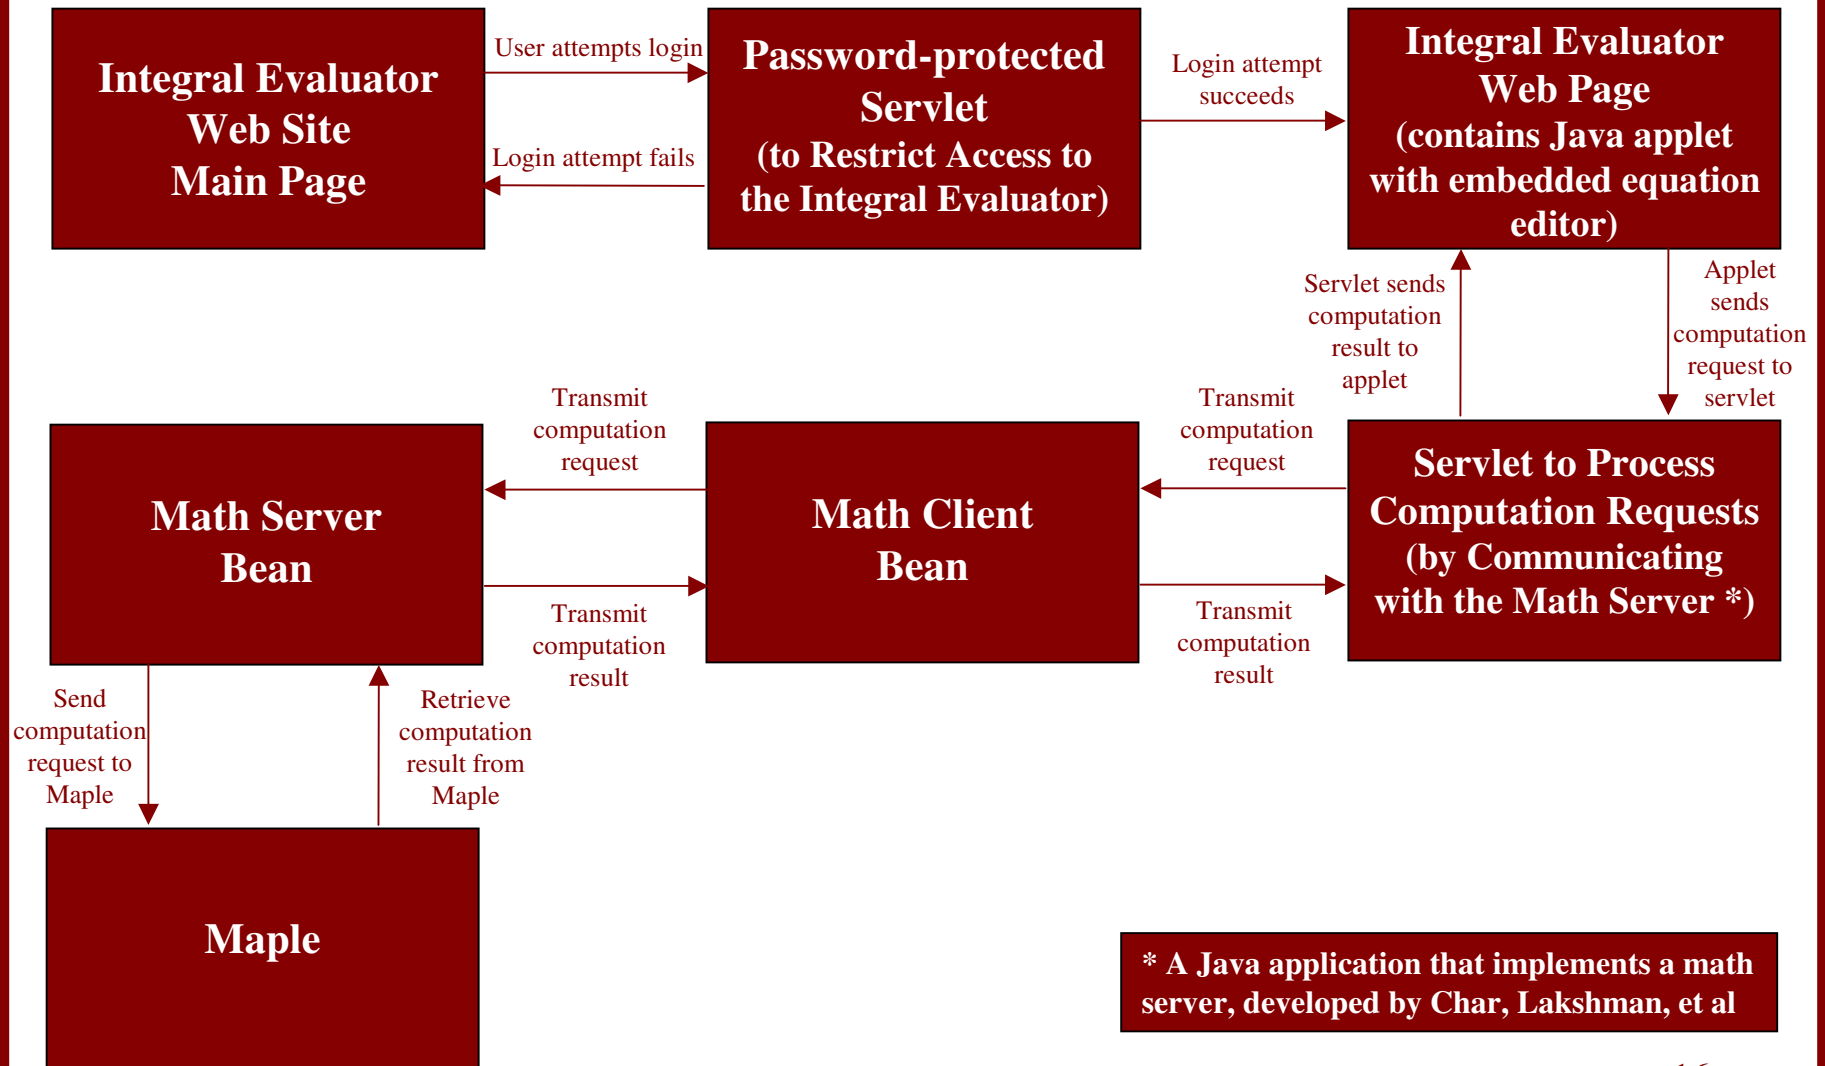 Integral Evaluator
Web Site
Main Page
User attempts login
Login attempt fails
Password-protected
Servlet
(to Restrict Access to
the Integral Evaluator)
Login attempt
succeeds
Integral Evaluator
Web Page
(contains Java applet
with embedded equation
editor)
Servlet sends
computation
result to
applet
Applet
sends
computation
request to
servlet
Math Server
Bean
Transmit
computation
request
Transmit
computation
result
Math Client
Bean
Transmit
computation
request
Transmit
computation
result
Servlet to Process
Computation Requests
(by Communicating
with the Math Server *)
Send
computation
request to
Maple
Retrieve
computation
result from
Maple
Maple
* A Java application that implements a math
server, developed by Char, Lakshman, et al